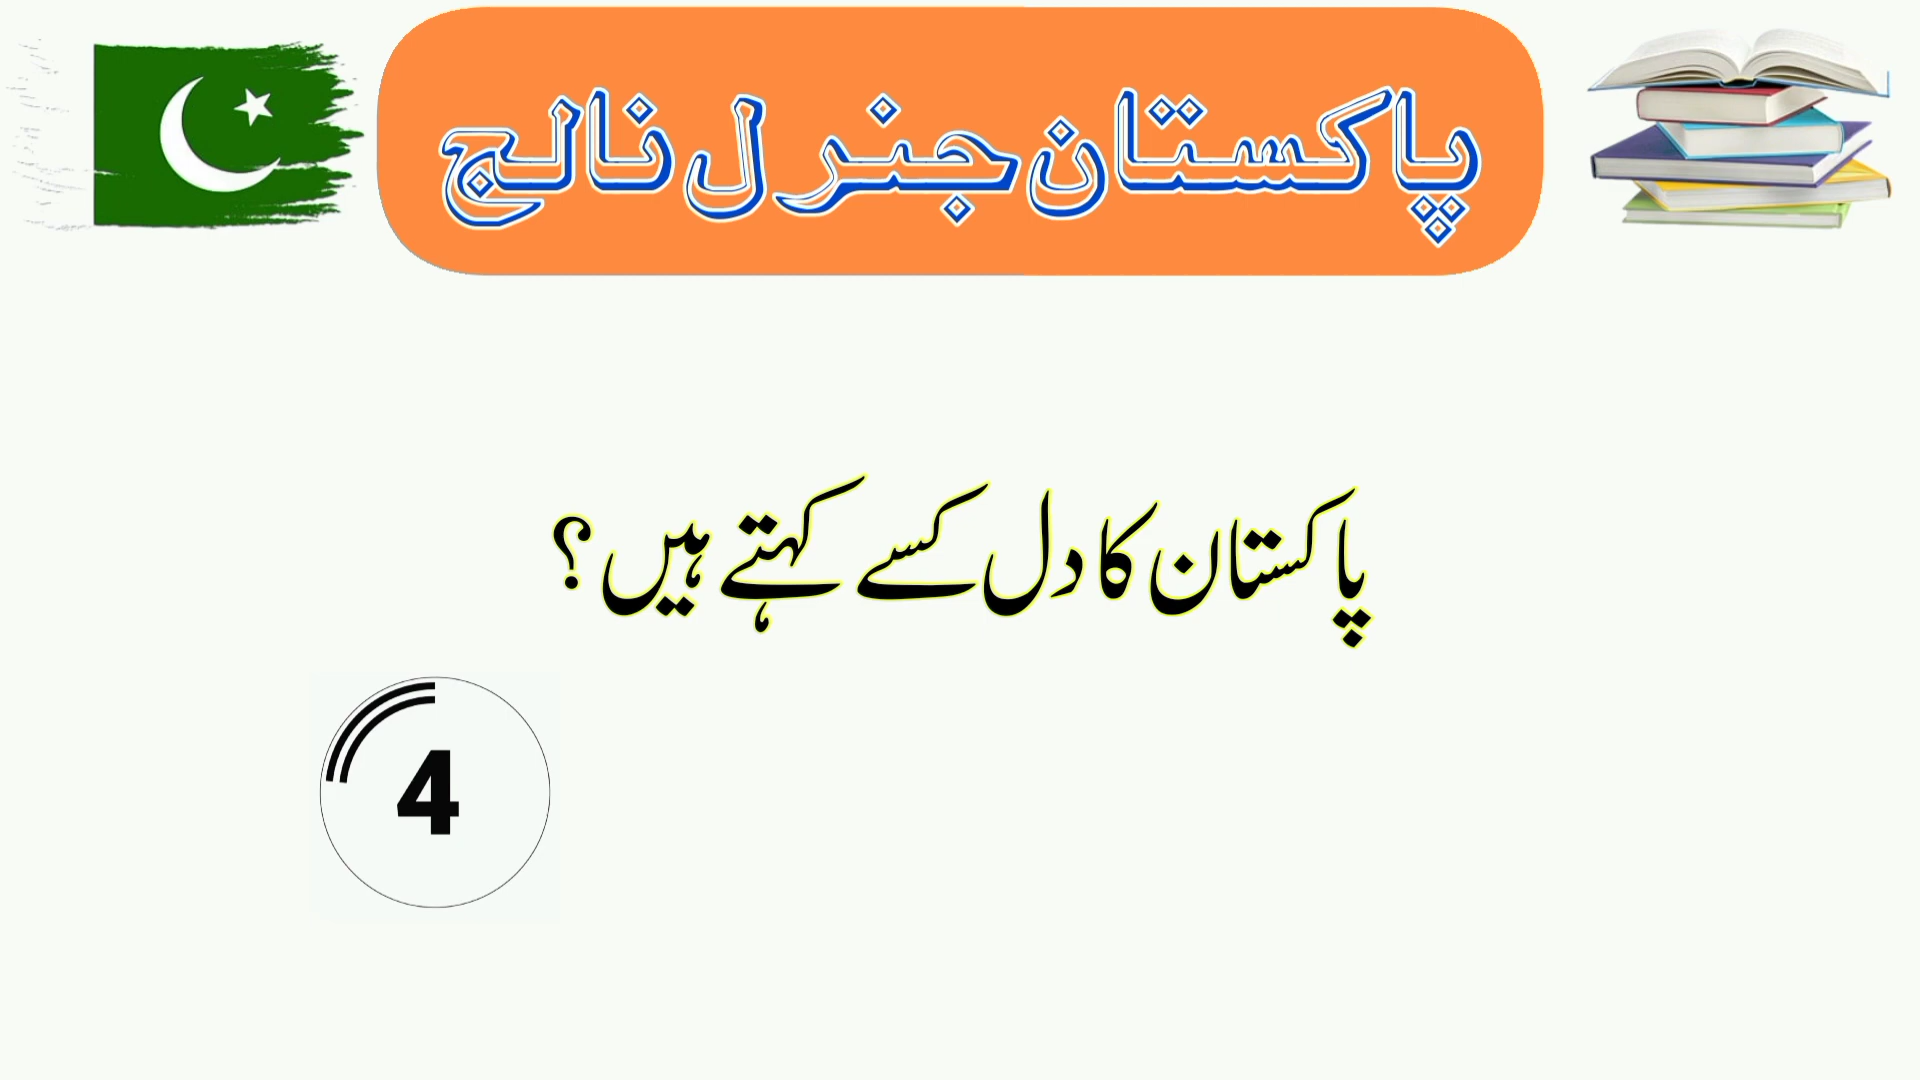 پاکستان جنرل نالج
پاکستان کا دل کسے کہتے ہیں؟
4